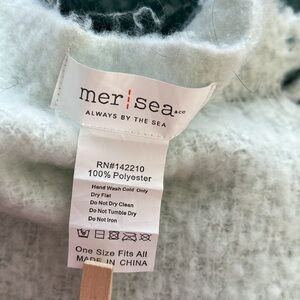 mer sea & co
ALWAYS BY THE SEA
RN#142210
100% Polyester
Hand Wash Cold Only
Dry Flat
Do Not Dry Clean
Do Not Tumble Dry
Do Not Iron
One Size Fits All
MADE IN CHINA